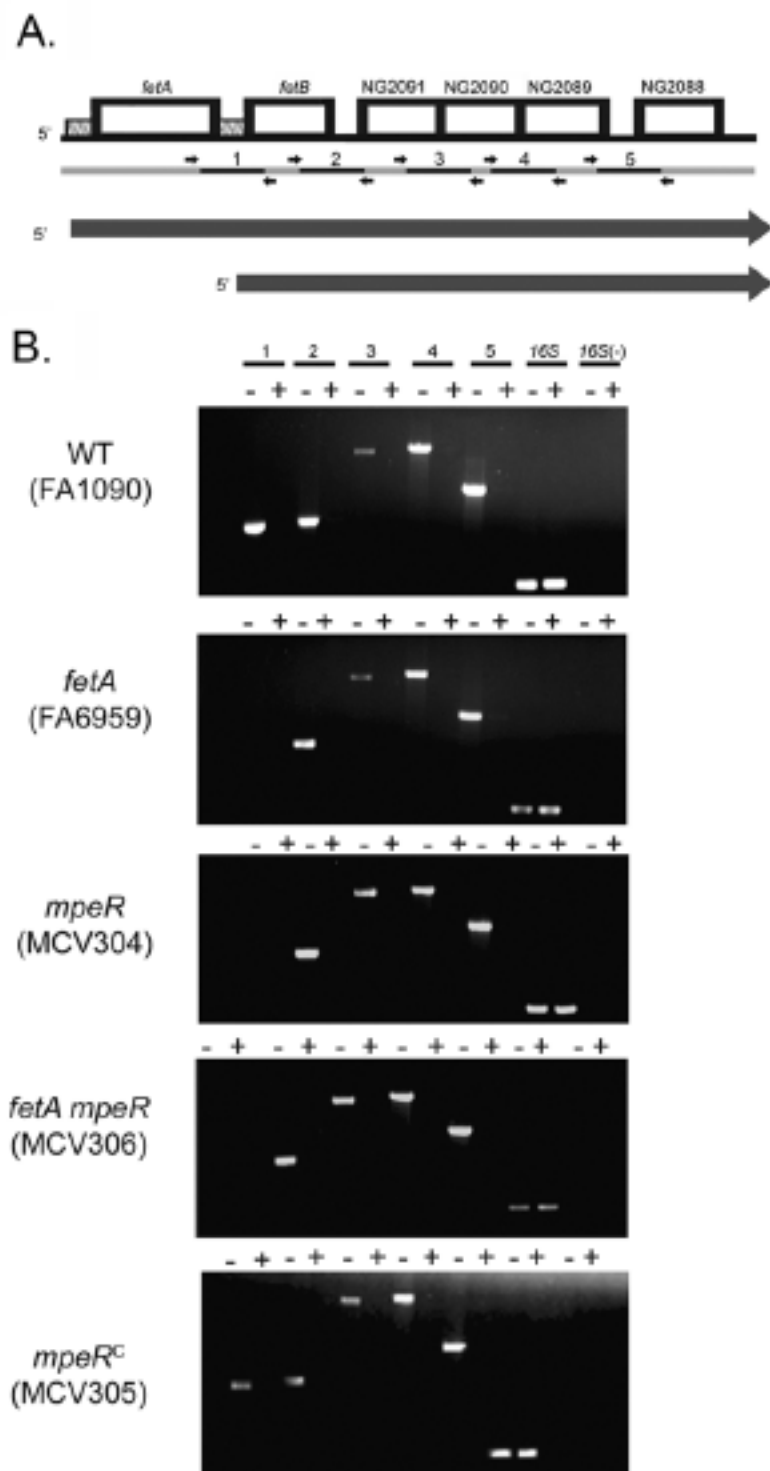 A.
fetA fetB NG2091 NG2090 NG2089 NG2088
5'
1 2 3 4 5
5'
5'
B.
1 2 3 4 5 16S 16S(-)
- + - + - + - + - + - + - +
WT
(FA1090)
- + - + - + - + - + - + - +
fetA
(FA6959)
- + - + - + - + - + - + - +
mpeR
(MCV304)
- + - + - + - + - + - + - +
fetA mpeR
(MCV306)
- + - + - + - + - + - + - +
mpeRᶜ
(MCV305)